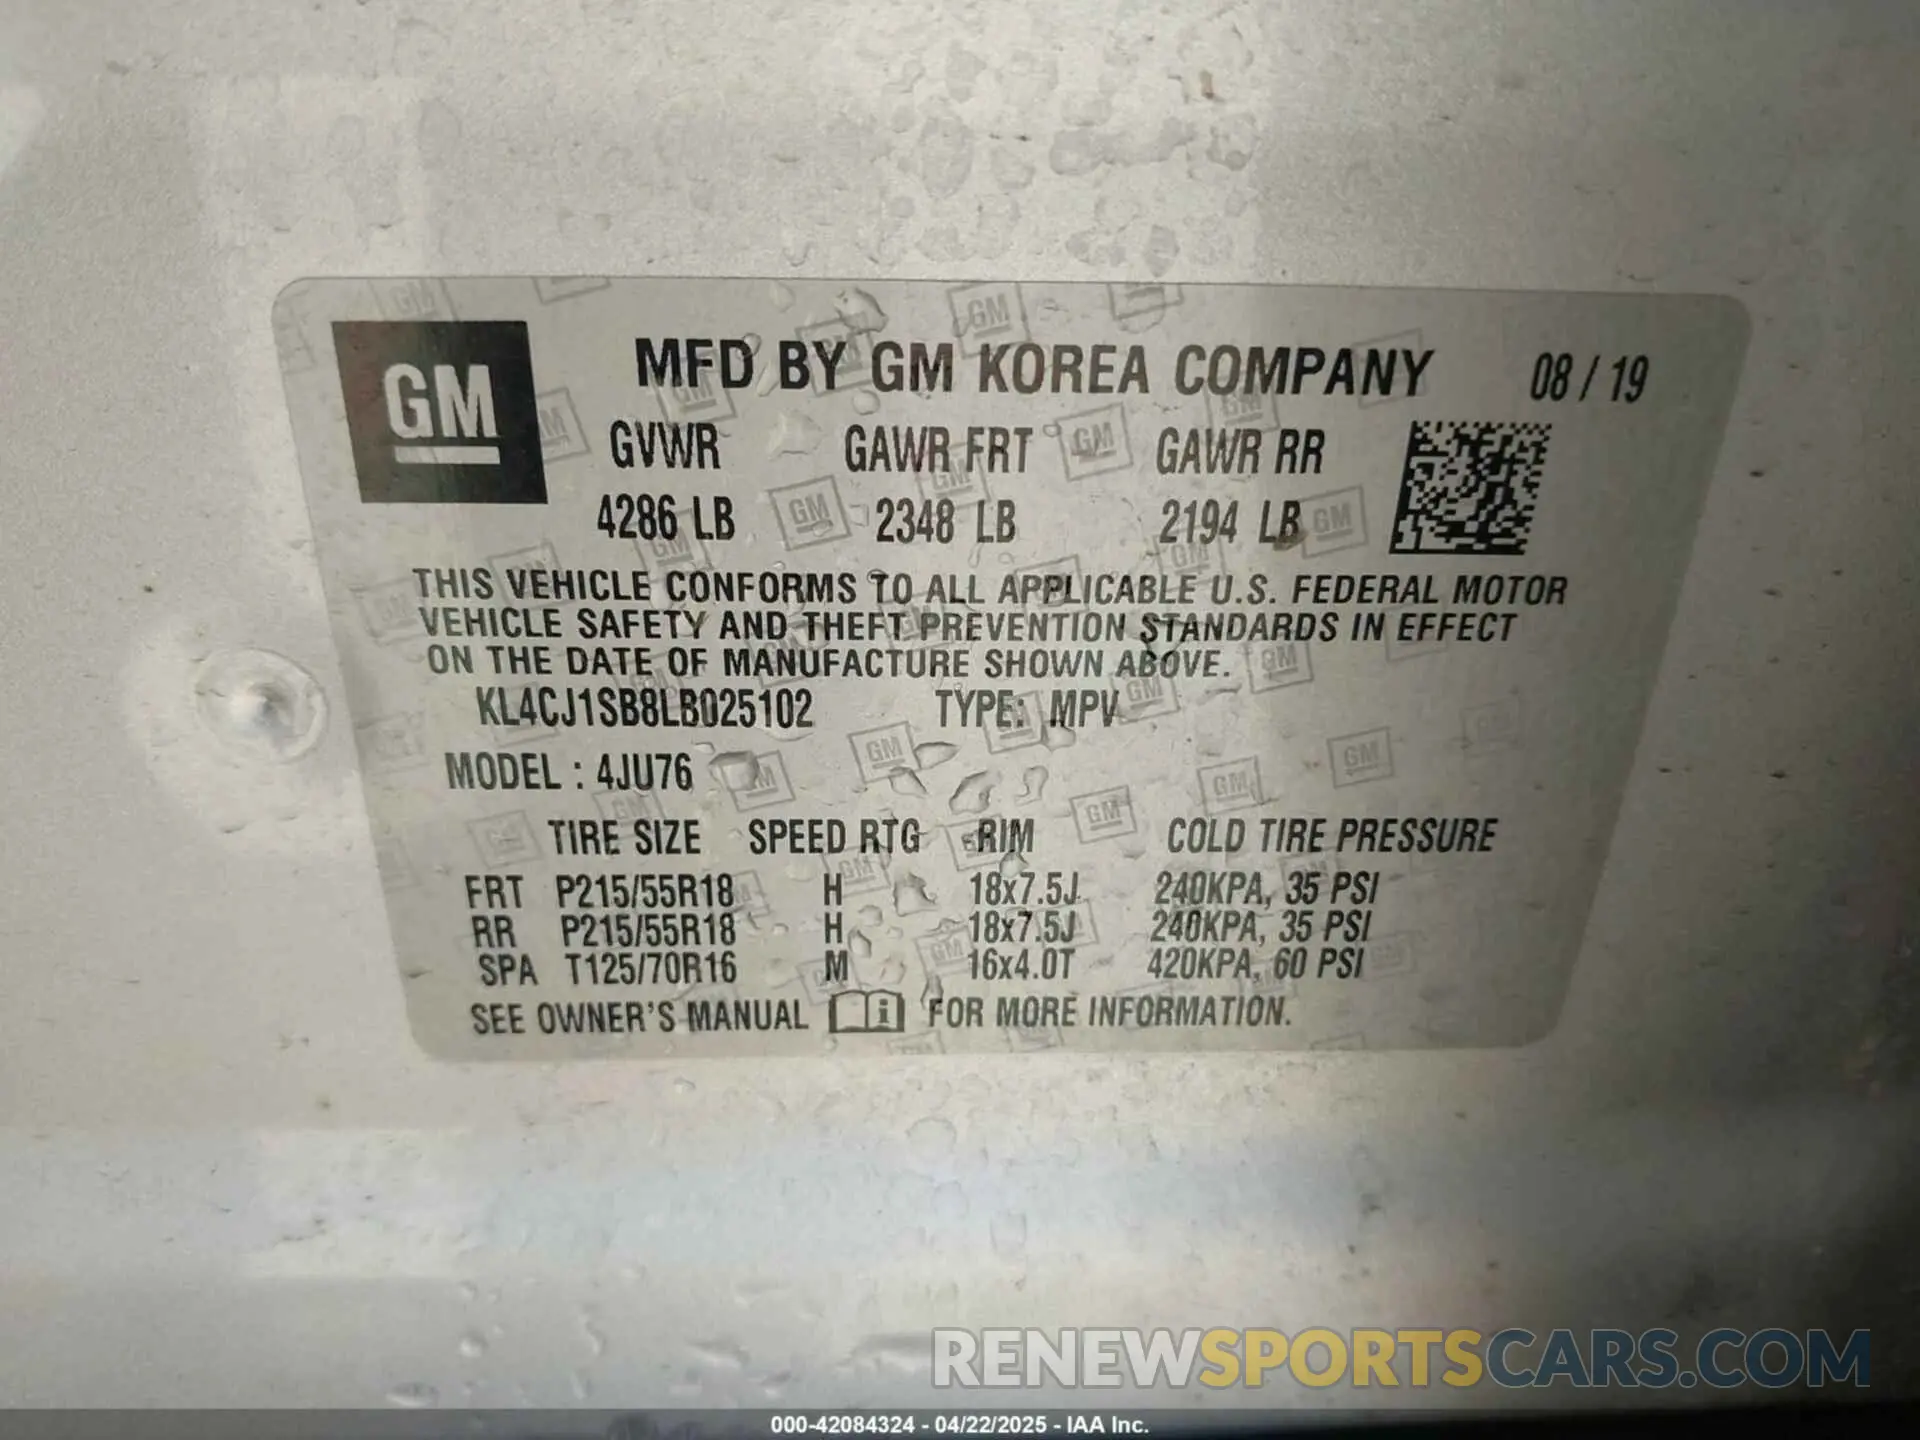 GM
MFD BY GM KOREA COMPANY 08 / 19
GVWR GAWR FRT GAWR RR
4286 LB 2348 LB 2194 LB
THIS VEHICLE CONFORMS TO ALL APPLICABLE U.S. FEDERAL MOTOR
VEHICLE SAFETY AND THEFT PREVENTION STANDARDS IN EFFECT
ON THE DATE OF MANUFACTURE SHOWN ABOVE.
KL4CJ1SB8LB025102 TYPE: MPV
MODEL : 4JU76
TIRE SIZE SPEED RTG RIM COLD TIRE PRESSURE
FRT P215/55R18 H 18x7.5J 240KPA, 35 PSI
RR P215/55R18 H 18x7.5J 240KPA, 35 PSI
SPA T125/70R16 M 16x4.0T 420KPA, 60 PSI
SEE OWNER'S MANUAL i FOR MORE INFORMATION.
RENEWSPORTSCARS.COM
000-42084324 - 04/22/2025 - IAA Inc.